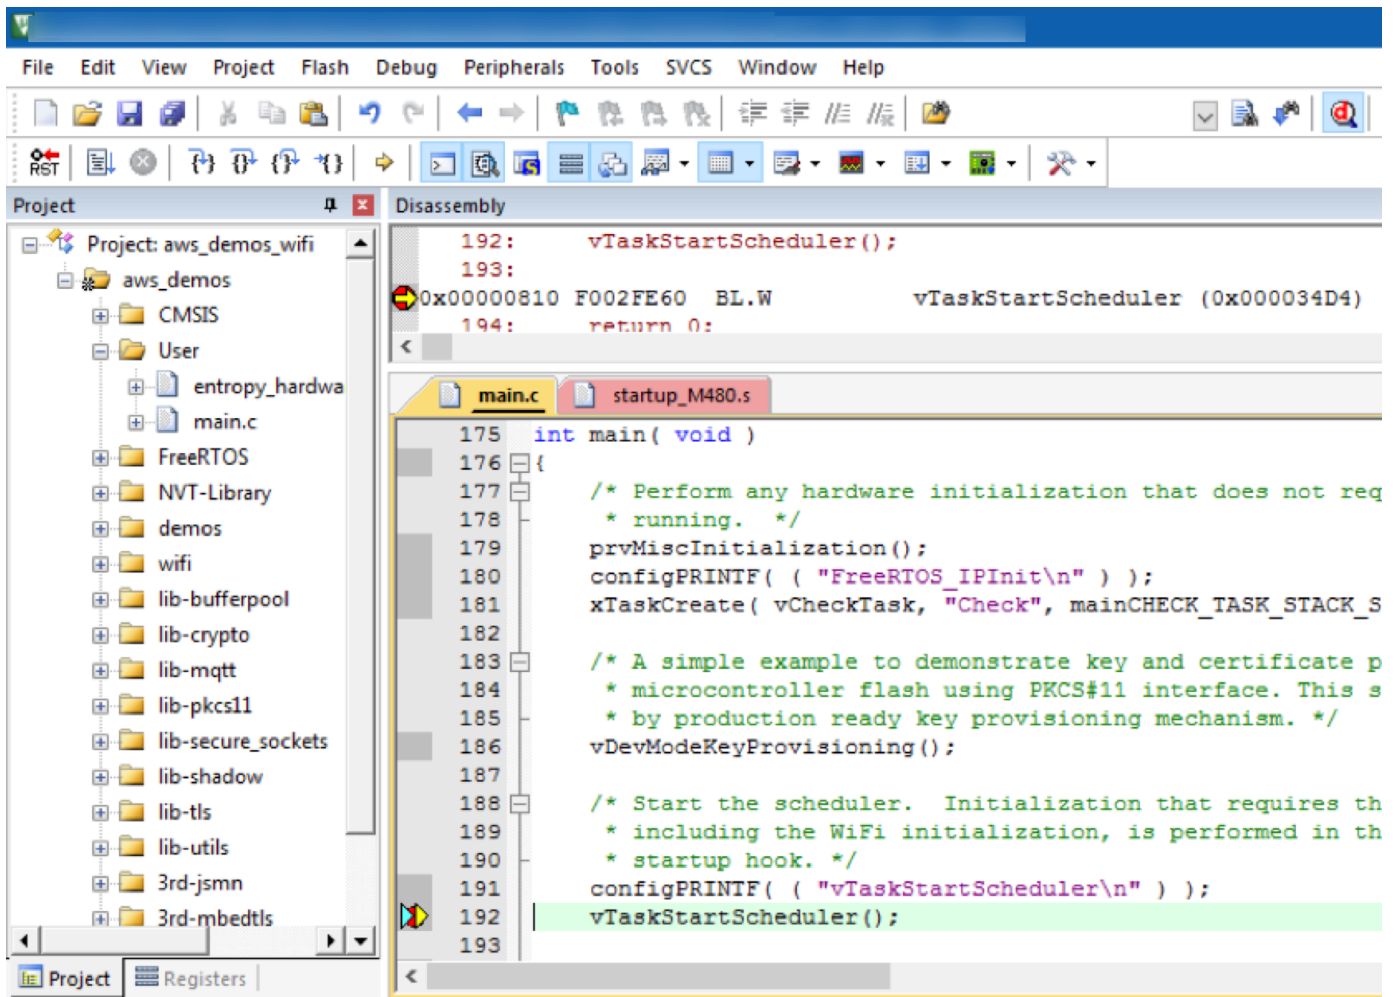 File Edit View Project Flash Debug Peripherals Tools SVCS Window Help
RST
Project
Project: aws_demos_wifi
aws_demos
CMSIS
User
entropy_hardwa
main.c
FreeRTOS
NVT-Library
demos
wifi
lib-bufferpool
lib-crypto
lib-mqtt
lib-pkcs11
lib-secure_sockets
lib-shadow
lib-tls
lib-utils
3rd-jsmn
3rd-mbedtls
Project Registers
Disassembly
192: vTaskStartScheduler();
193:
0x00000810 F002FE60 BL.W vTaskStartScheduler (0x000034D4)
194: return 0;
main.c startup_M480.s
175 int main( void )
176 {
177 /* Perform any hardware initialization that does not req
178 * running. */
179 prvMiscInitialization();
180 configPRINTF( ( "FreeRTOS_IPInit\n" ) );
181 xTaskCreate( vCheckTask, "Check", mainCHECK_TASK_STACK_S
182
183 /* A simple example to demonstrate key and certificate p
184 * microcontroller flash using PKCS#11 interface. This s
185 * by production ready key provisioning mechanism. */
186 vDevModeKeyProvisioning();
187
188 /* Start the scheduler. Initialization that requires th
189 * including the WiFi initialization, is performed in th
190 * startup hook. */
191 configPRINTF( ( "vTaskStartScheduler\n" ) );
192 vTaskStartScheduler();
193